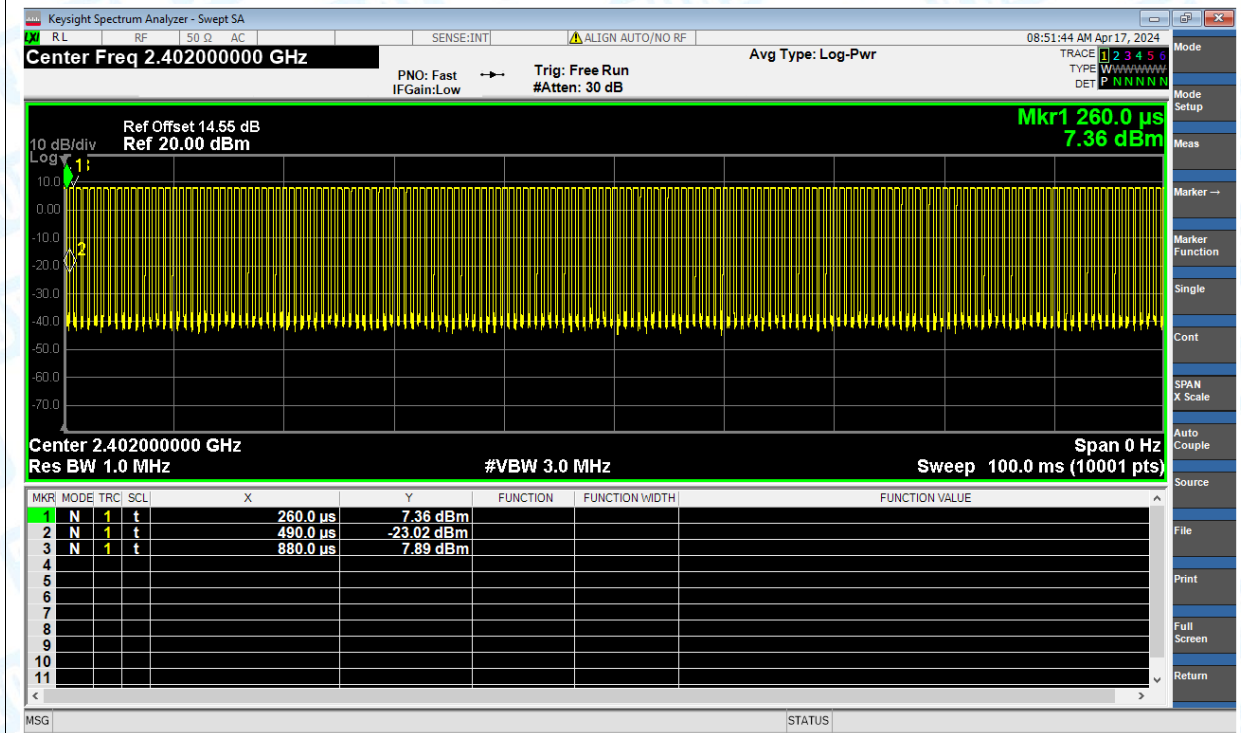 Keysight Spectrum Analyzer - Swept SA
LXI RL RF 50 Ω AC SENSE:INT ALIGN AUTO/NO RF 08:51:44 AM Apr 17, 2024
Center Freq 2.402000000 GHz Avg Type: Log-Pwr TRACE 1 2 3 4 5 6
PNO: Fast Trig: Free Run TYPE W
IFGain:Low #Atten: 30 dB DET P N N N N N
Mkr1 260.0 µs
Ref Offset 14.55 dB
10 dB/div Ref 20.00 dBm 7.36 dBm
Log
1
10.0
0.00
-10.0
2
-20.0
-30.0
-40.0
-50.0
-60.0
-70.0
Center 2.402000000 GHz Span 0 Hz
Res BW 1.0 MHz #VBW 3.0 MHz Sweep 100.0 ms (10001 pts)
MKR MODE TRC SCL X Y FUNCTION FUNCTION WIDTH FUNCTION VALUE
1 N 1 t 260.0 µs 7.36 dBm
2 N 1 t 490.0 µs -23.02 dBm
3 N 1 t 880.0 µs 7.89 dBm
4
5
6
7
8
9
10
11
MSG STATUS
Mode
Mode
Setup
Meas
Marker →
Marker
Function
Single
Cont
SPAN
X Scale
Auto
Couple
Source
File
Print
Full
Screen
Return